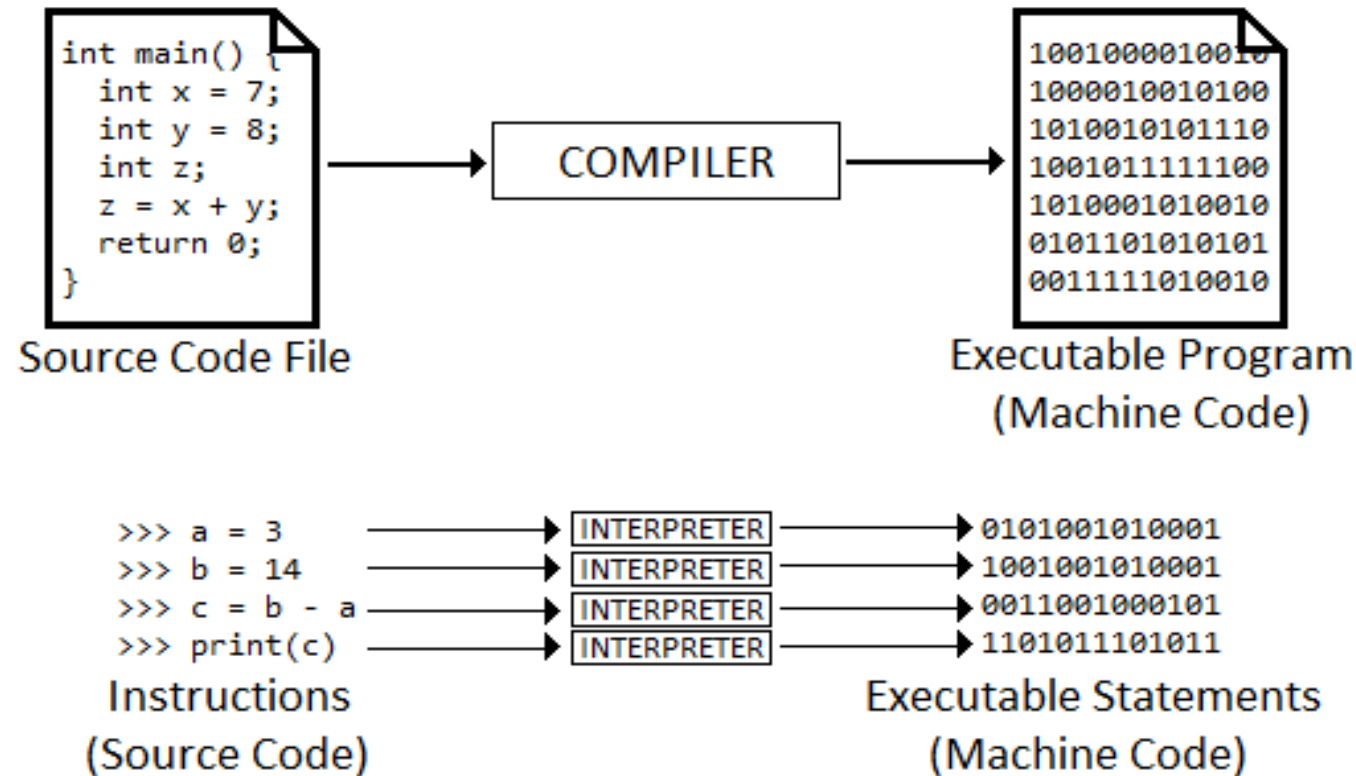 int main() {
int x = 7;
int y = 8;
int z;
z = x + y;
return 0;
}
Source Code File
COMPILER
1001000010010
1000010010100
1010010101110
1001011111100
1010001010010
0101101010101
0011111010010
Executable Program
(Machine Code)
>>> a = 3
INTERPRETER
0101001010001
>>> b = 14
INTERPRETER
1001001010001
>>> c = b - a
INTERPRETER
0011001000101
>>> print(c)
INTERPRETER
1101011101011
Instructions
(Source Code)
Executable Statements
(Machine Code)